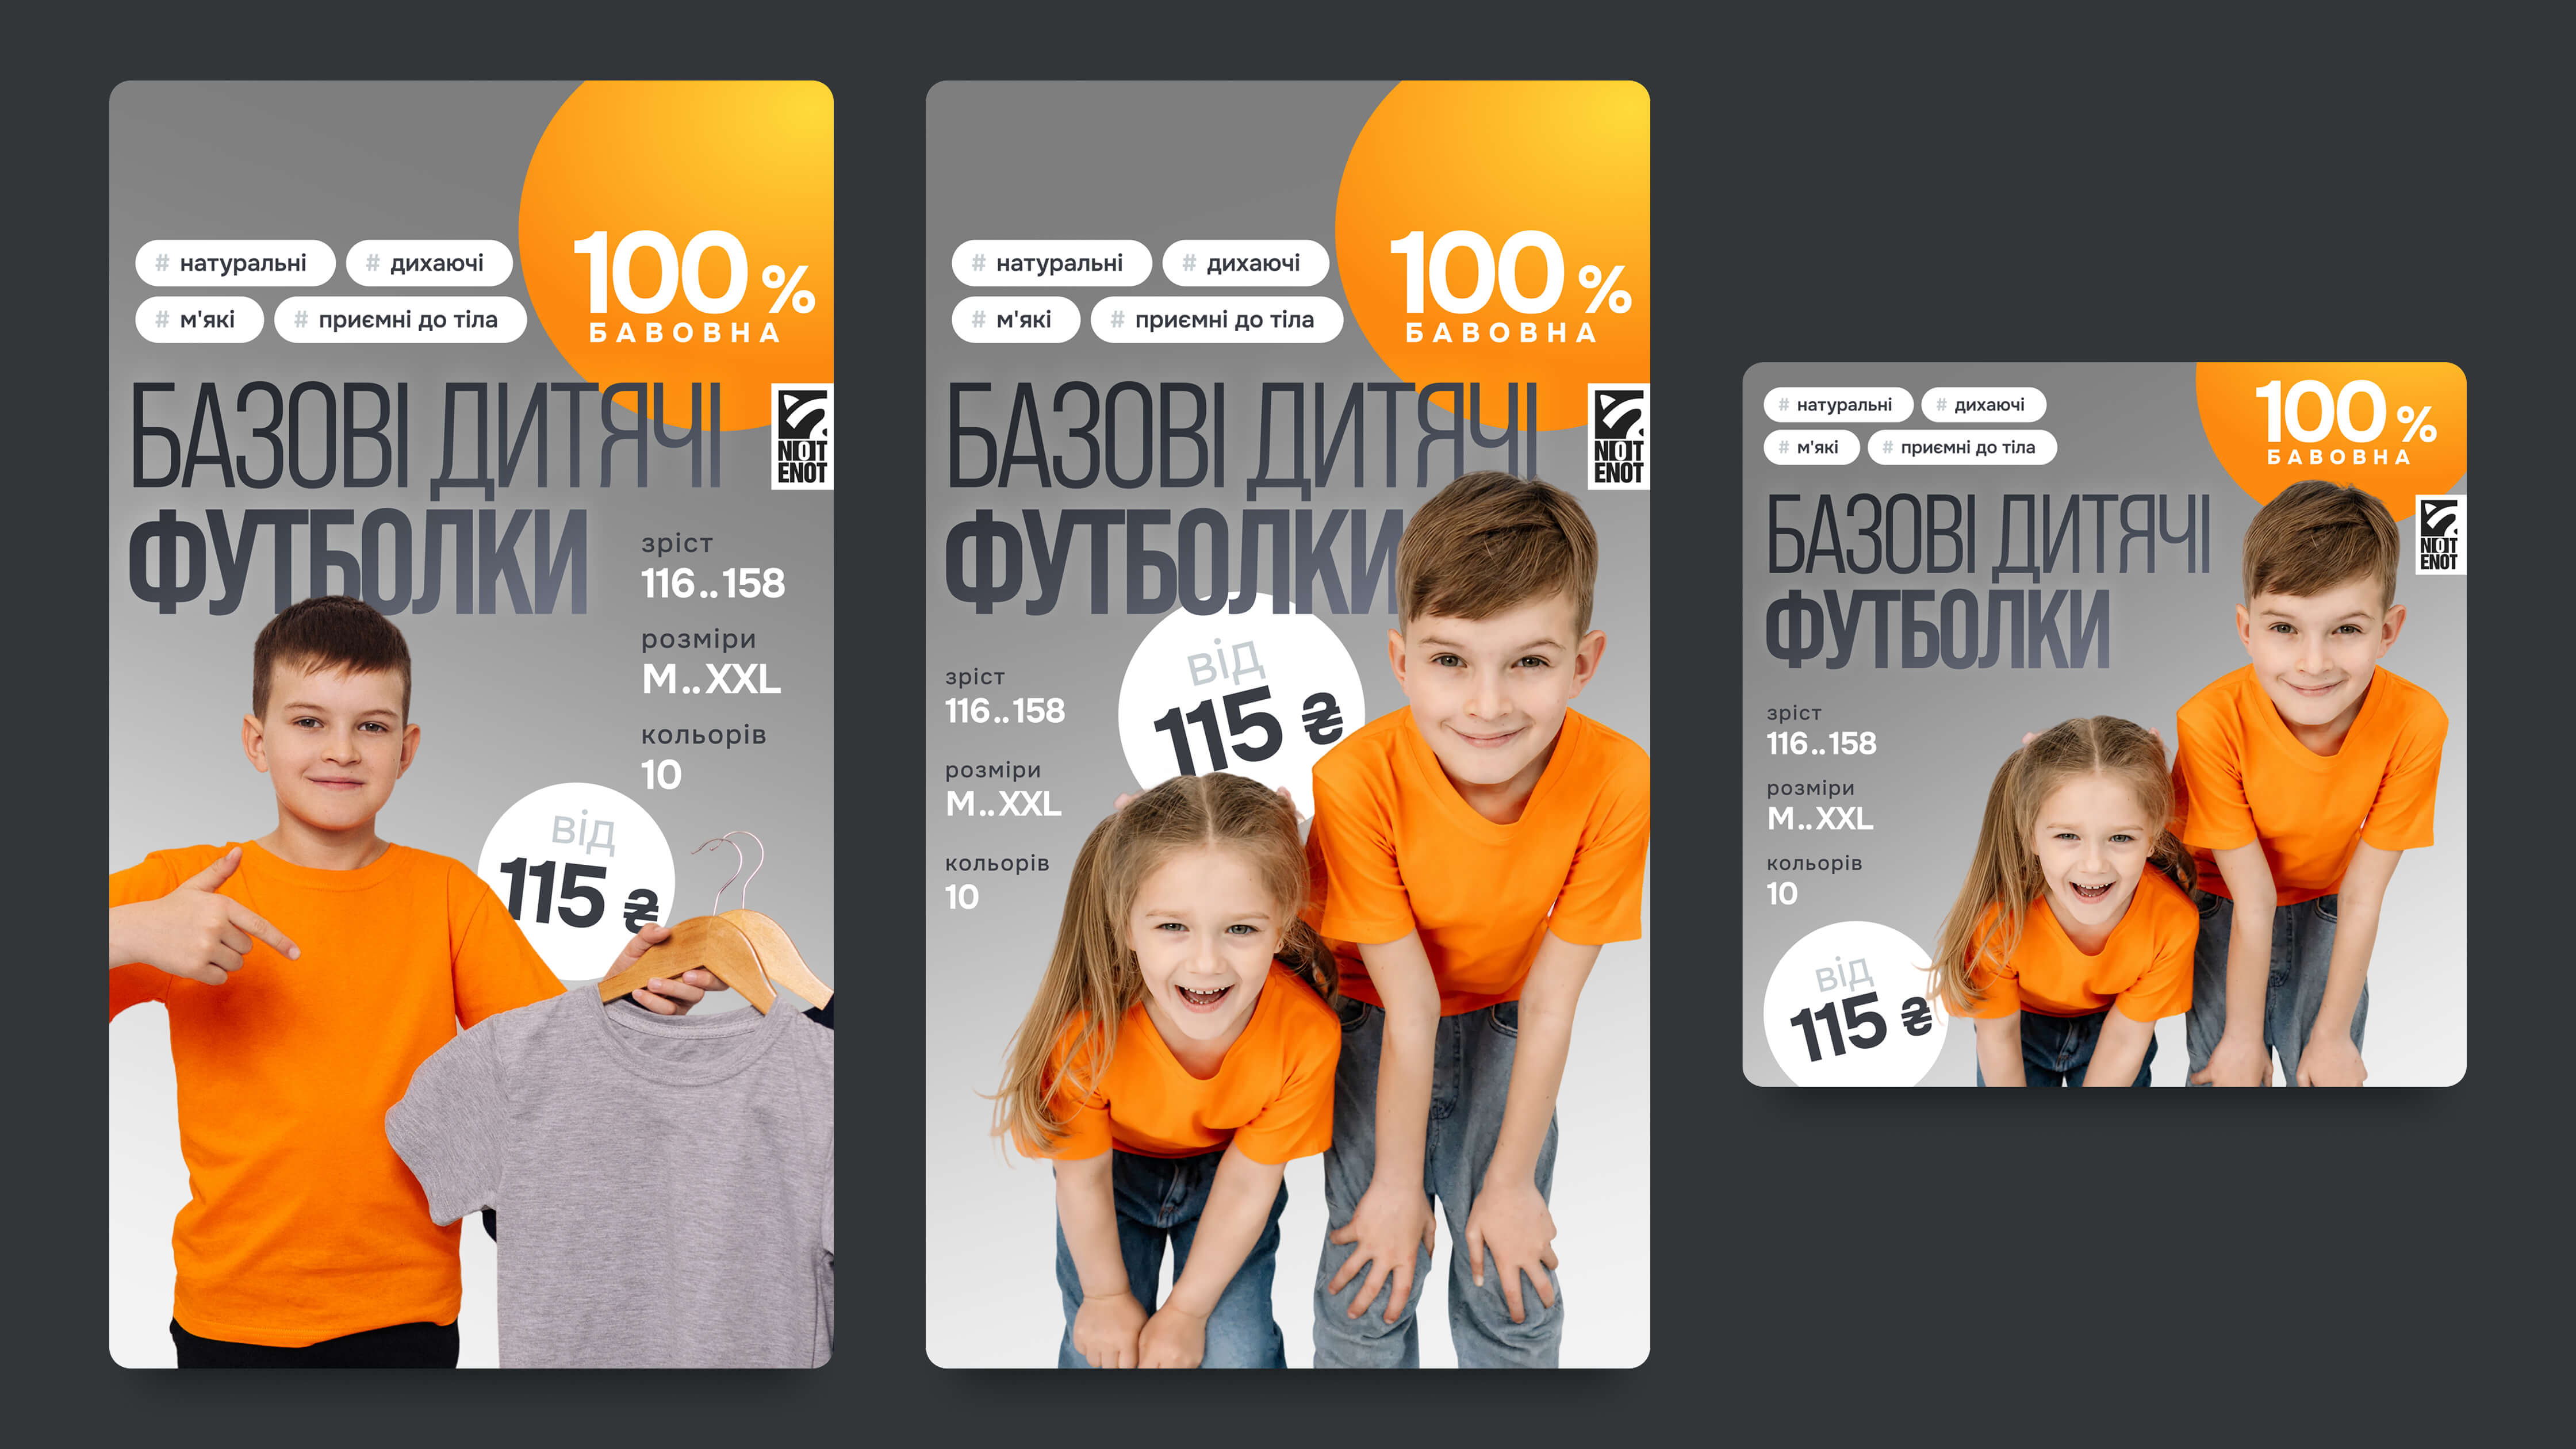 # натуральні # дихаючі
# м'які # приємні до тіла
100 %
БАВОВНА
БАЗОВІ ДИТЯЧІ
ФУТБОЛКИ
NOT
ENOT
зріст
116..158
розміри
M..XXL
кольорів
10
від
115 ₴
# натуральні # дихаючі
# м'які # приємні до тіла
100 %
БАВОВНА
БАЗОВІ ДИТЯЧІ
ФУТБОЛКИ
NOT
ENOT
від
115 ₴
зріст
116..158
розміри
M..XXL
кольорів
10
# натуральні # дихаючі
# м'які # приємні до тіла
100 %
БАВОВНА
БАЗОВІ ДИТЯЧІ
ФУТБОЛКИ
NOT
ENOT
зріст
116..158
розміри
M..XXL
кольорів
10
від
115 ₴